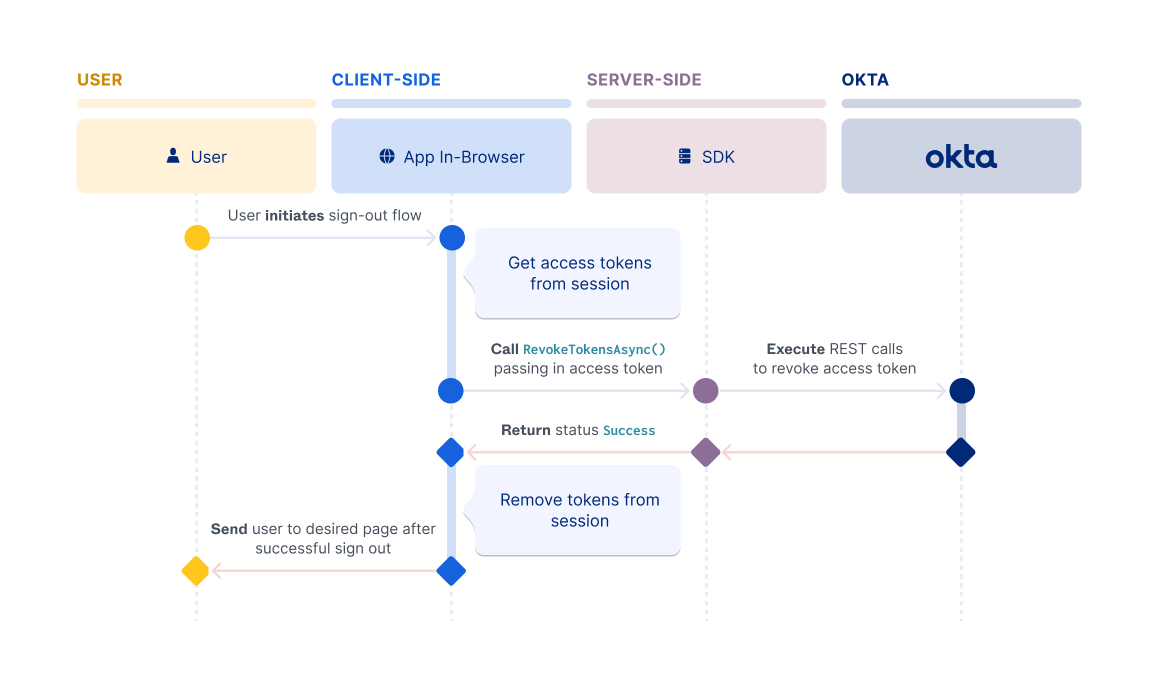 USER
CLIENT-SIDE
SERVER-SIDE
OKTA
User
App In-Browser
SDK
okta
User initiates sign-out flow
Get access tokens
from session
Call RevokeTokensAsync()
passing in access token
Execute REST calls
to revoke access token
Return status Success
Remove tokens from
session
Send user to desired page after
successful sign out